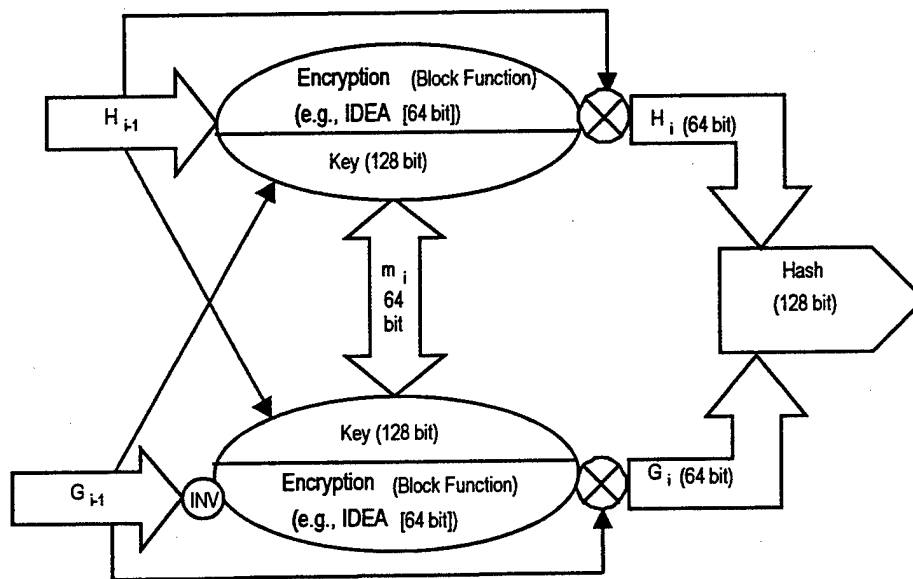 Encryption (Block Function)
(e.g., IDEA [64 bit])
H i-1
Key (128 bit)
H i (64 bit)
m i
64
bit
Hash
(128 bit)
Key (128 bit)
G i-1
INV
Encryption (Block Function)
(e.g., IDEA [64 bit])
G i (64 bit)